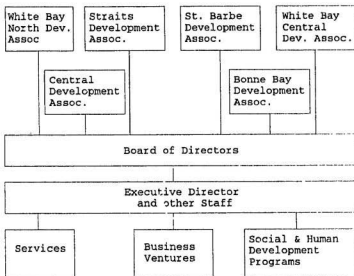 White Bay
North Dev.
Assoc
Straits
Development
Assoc.
St. Barbe
Development
Assoc.
White Bay
Central
Dev. Assoc.
Central
Development
Assoc.
Bonne Bay
Development
Assoc.
Board of Directors
Executive Director
and other Staff
Services
Business
Ventures
Social & Human
Development
Programs